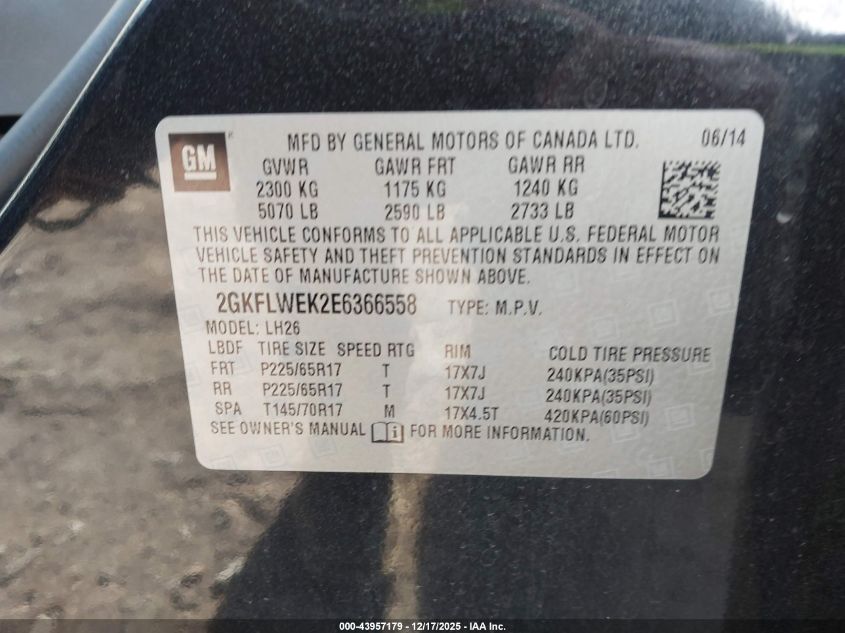 GM
MFD BY GENERAL MOTORS OF CANADA LTD. 06/14
GVWR GAWR FRT GAWR RR
2300 KG 1175 KG 1240 KG
5070 LB 2590 LB 2733 LB
THIS VEHICLE CONFORMS TO ALL APPLICABLE U.S. FEDERAL MOTOR
VEHICLE SAFETY AND THEFT PREVENTION STANDARDS IN EFFECT ON
THE DATE OF MANUFACTURE SHOWN ABOVE.
2GKFLWEK2E6366558 TYPE: M.P.V.
MODEL: LH26
LBDF TIRE SIZE SPEED RTG RIM COLD TIRE PRESSURE
FRT P225/65R17 T 17X7J 240KPA(35PSI)
RR P225/65R17 T 17X7J 240KPA(35PSI)
SPA T145/70R17 M 17X4.5T 420KPA(60PSI)
SEE OWNER'S MANUAL i FOR MORE INFORMATION.
000-43957179 - 12/17/2025 - IAA Inc.